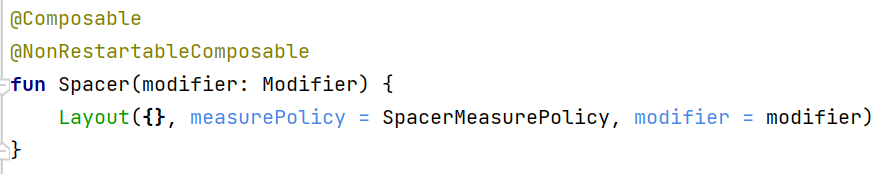 @Composable
@NonRestartableComposable
fun Spacer(modifier: Modifier) {
    Layout({}, measurePolicy = SpacerMeasurePolicy, modifier = modifier)
}